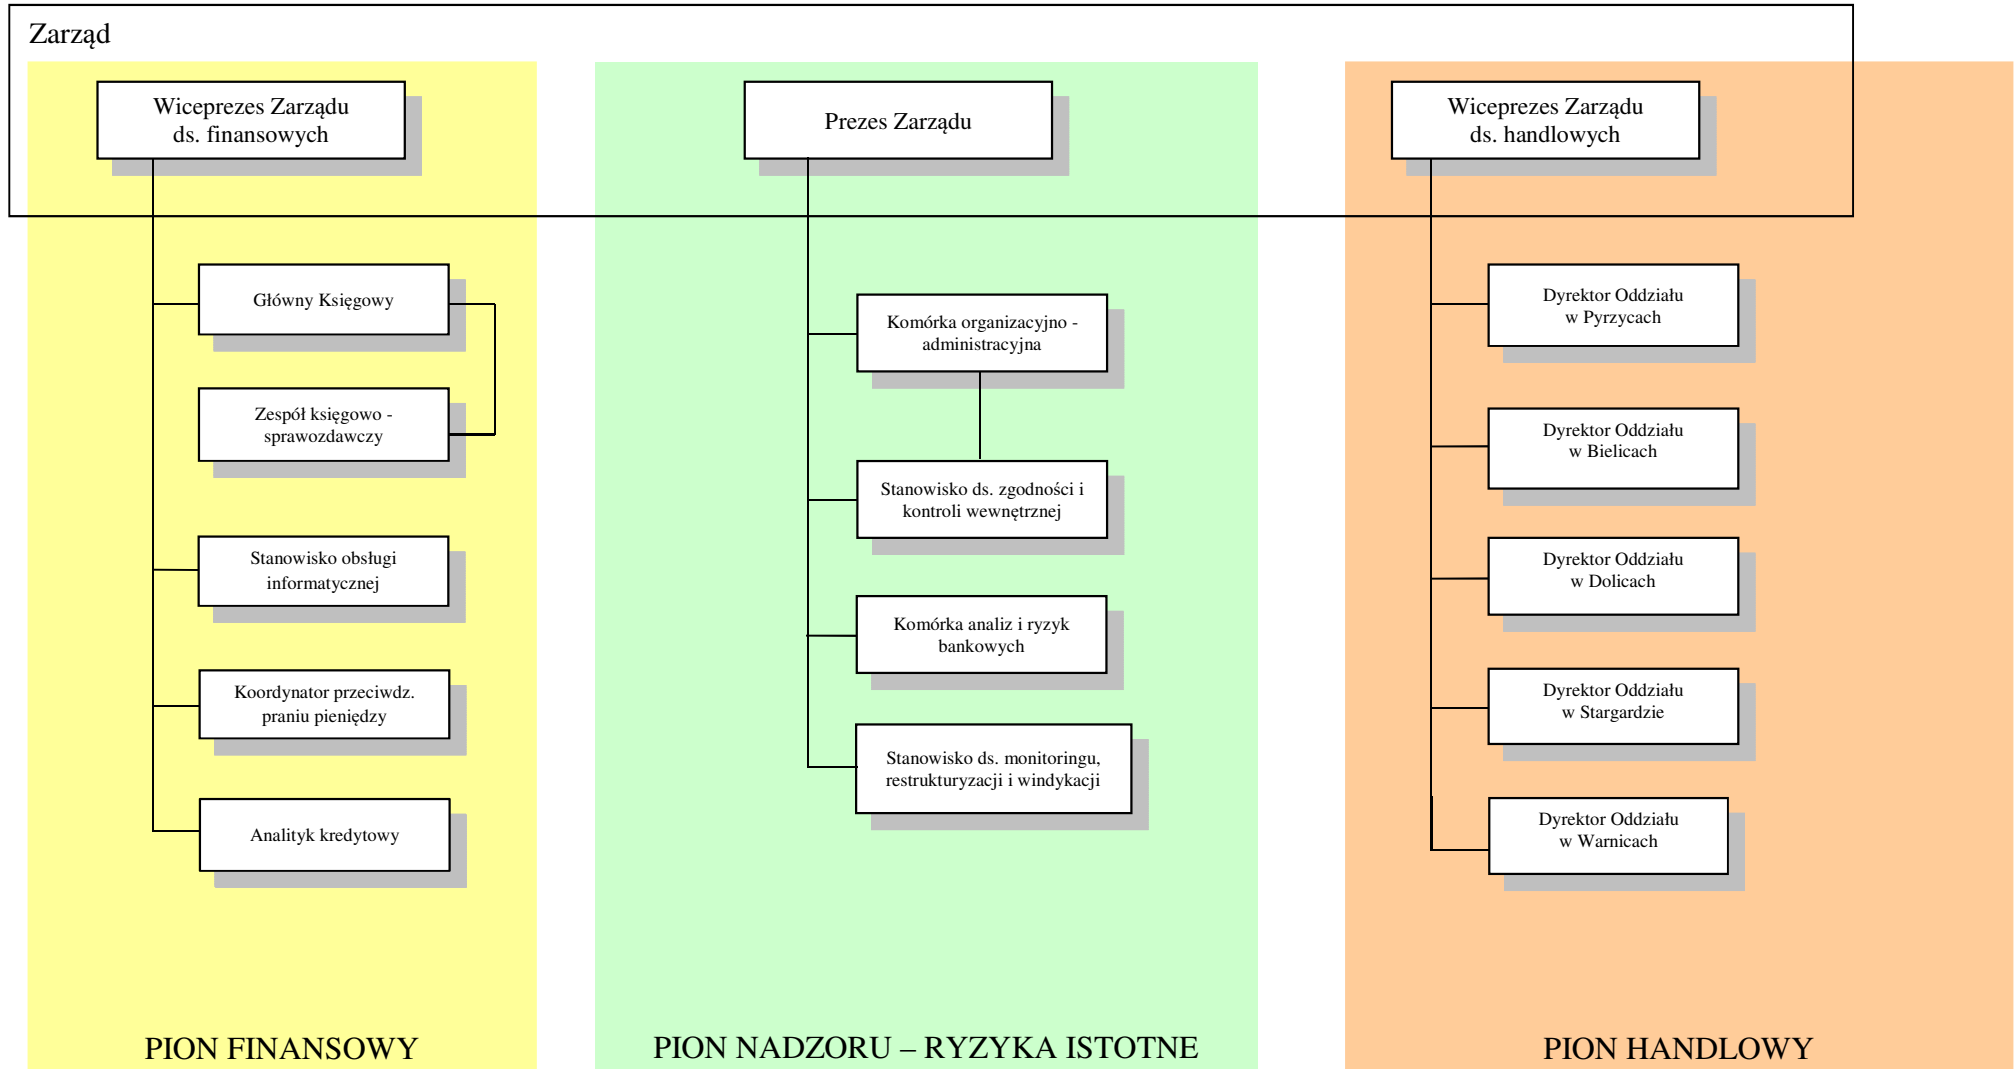 Zarząd
Wiceprezes Zarządu
ds. finansowych
Główny Księgowy
Zespół księgowo -
sprawozdawczy
Stanowisko obsługi
informatycznej
Koordynator przeciwdz.
praniu pieniędzy
Analityk kredytowy
PION FINANSOWY
Prezes Zarządu
Komórka organizacyjno -
administracyjna
Stanowisko ds. zgodności i
kontroli wewnętrznej
Komórka analiz i ryzyk
bankowych
Stanowisko ds. monitoringu,
restrukturyzacji i windykacji
PION NADZORU – RYZYKA ISTOTNE
Wiceprezes Zarządu
ds. handlowych
Dyrektor Oddziału
w Pyrzycach
Dyrektor Oddziału
w Bielicach
Dyrektor Oddziału
w Dolicach
Dyrektor Oddziału
w Stargardzie
Dyrektor Oddziału
w Warnicach
PION HANDLOWY